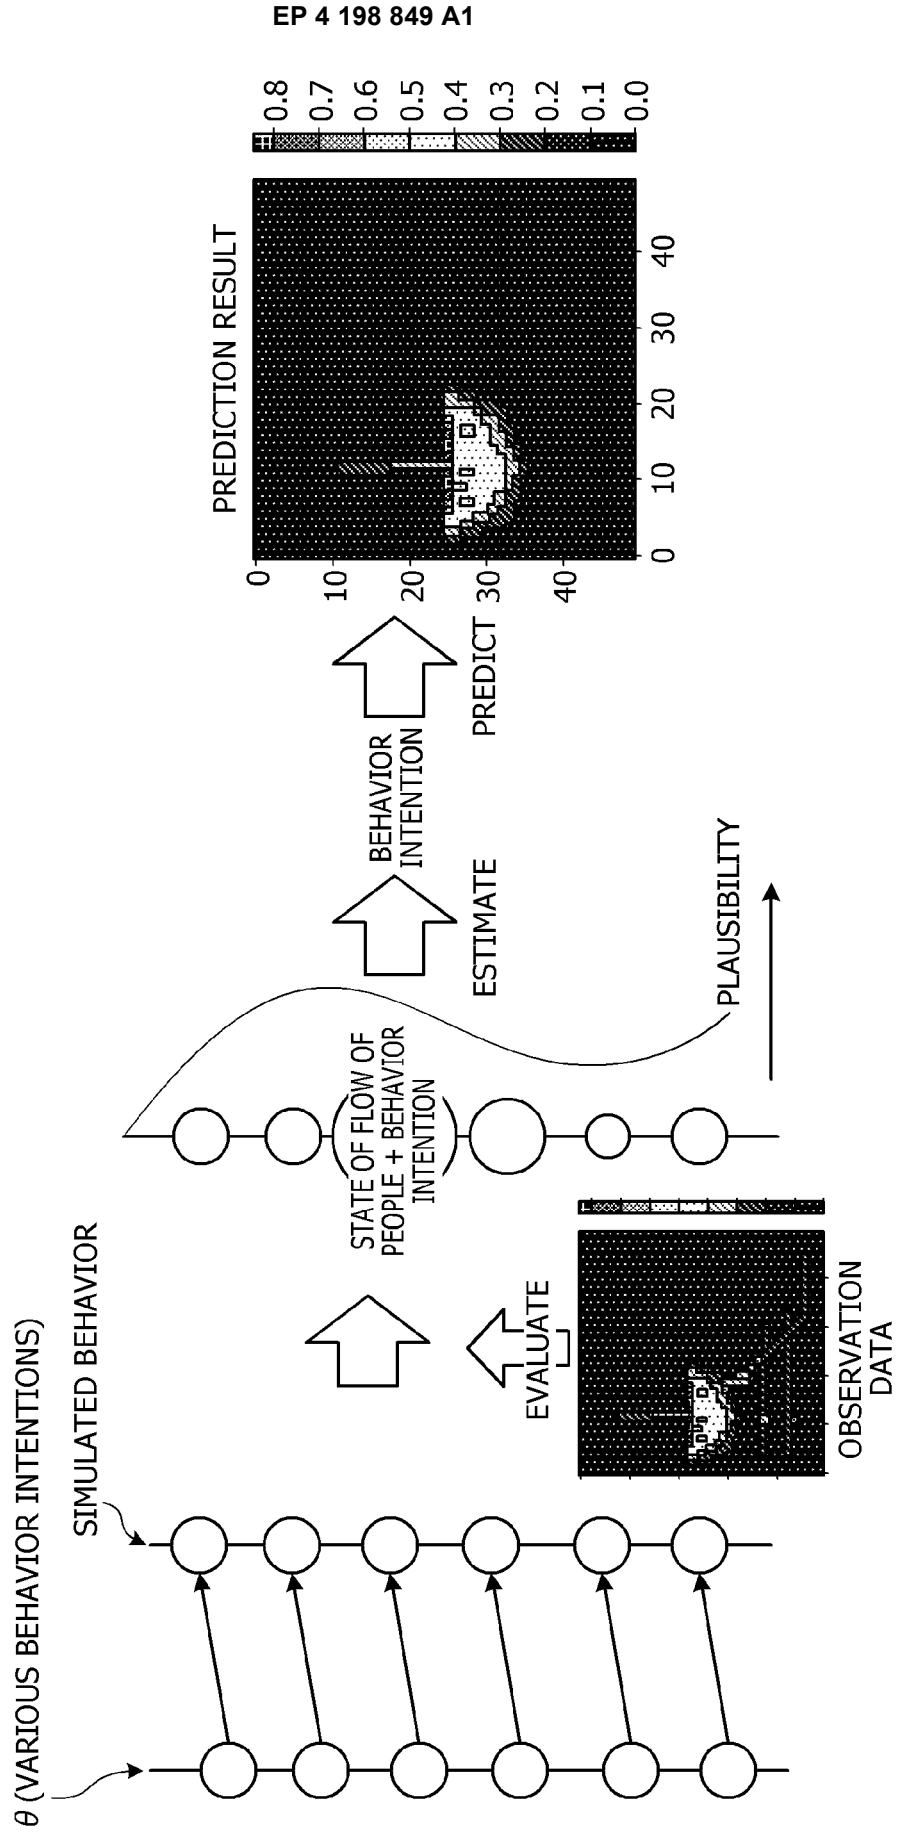 EP 4 198 849 A1
θ (VARIOUS BEHAVIOR INTENTIONS)
SIMULATED BEHAVIOR
EVALUATE
OBSERVATION
DATA
STATE OF FLOW OF
PEOPLE + BEHAVIOR
INTENTION
PLAUSIBILITY
ESTIMATE
BEHAVIOR
INTENTION
PREDICT
PREDICTION RESULT
0
10
20
30
40
0
10
20
30
40
0.8
0.7
0.6
0.5
0.4
0.3
0.2
0.1
0.0